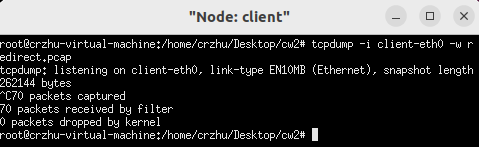 "Node: client"
root@crzhu-virtual-machine:/home/crzhu/Desktop/cw2# tcpdump -i client-eth0 -w r
edirect.pcap
tcpdump: listening on client-eth0, link-type EN10MB (Ethernet), snapshot length
262144 bytes
^C70 packets captured
70 packets received by filter
0 packets dropped by kernel
root@crzhu-virtual-machine:/home/crzhu/Desktop/cw2#